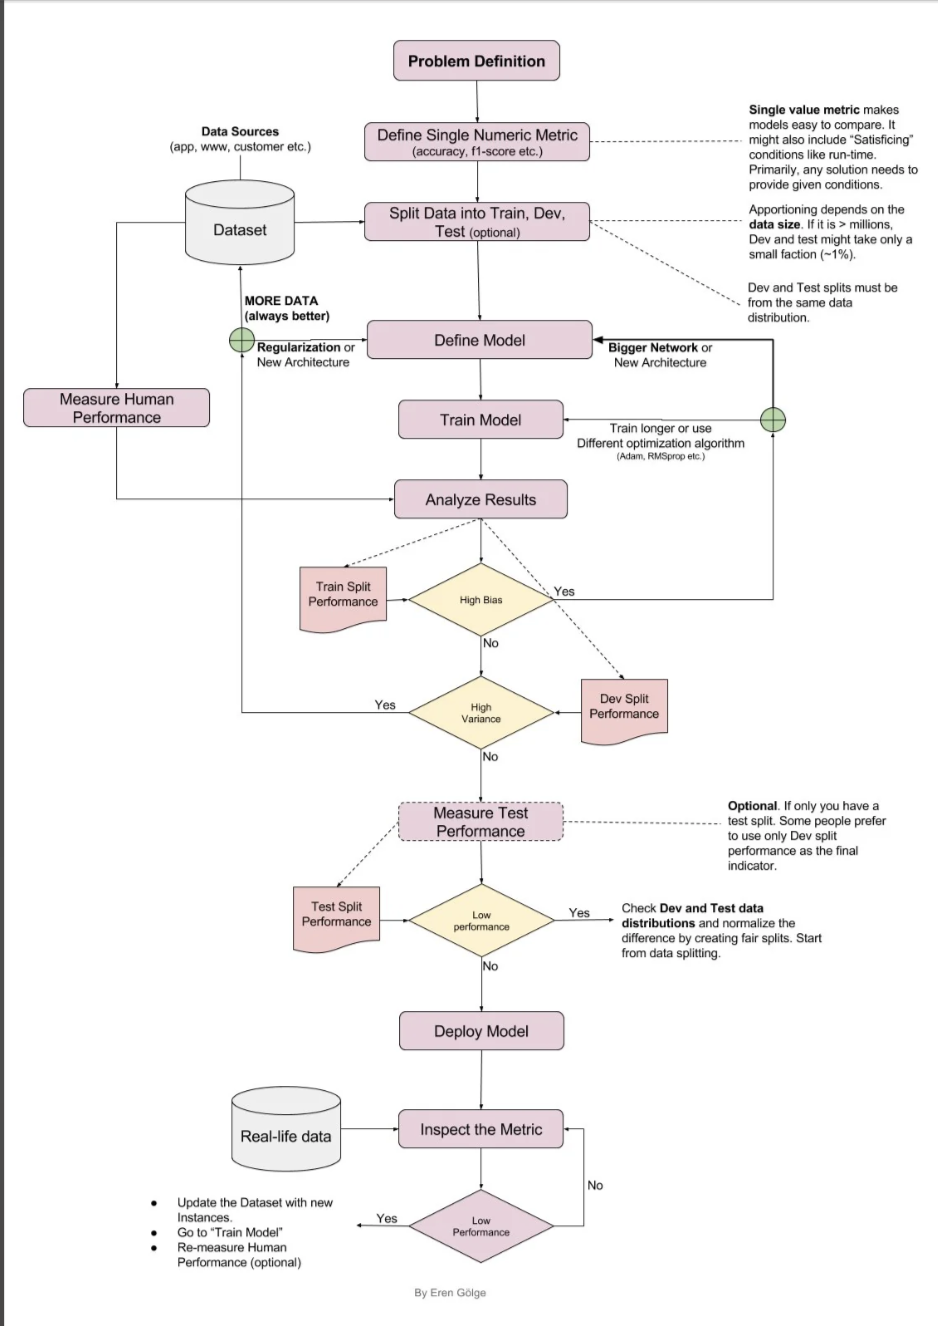 Problem Definition
Define Single Numeric Metric
(accuracy, f1-score etc.)
Single value metric makes
models easy to compare. It
might also include “Satisficing”
conditions like run-time.
Primarily, any solution needs to
provide given conditions.
Data Sources
(app, www, customer etc.)
Dataset
Split Data into Train, Dev,
Test (optional)
Apportioning depends on the
data size. If it is > millions,
Dev and test might take only a
small faction (~1%).
Dev and Test splits must be
from the same data
distribution.
MORE DATA
(always better)
Regularization or
New Architecture
Define Model
Bigger Network or
New Architecture
Measure Human
Performance
Train Model
Train longer or use
Different optimization algorithm
(Adam, RMSprop etc.)
Analyze Results
Train Split
Performance
High Bias
Yes
No
Yes
High
Variance
Dev Split
Performance
No
Measure Test
Performance
Optional. If only you have a
test split. Some people prefer
to use only Dev split
performance as the final
indicator.
Test Split
Performance
Low
performance
Yes
Check Dev and Test data
distributions and normalize the
difference by creating fair splits. Start
from data splitting.
No
Deploy Model
Real-life data
Inspect the Metric
No
Low
Performance
Yes
● Update the Dataset with new
Instances.
● Go to “Train Model”
● Re-measure Human
Performance (optional)
By Eren Gölge